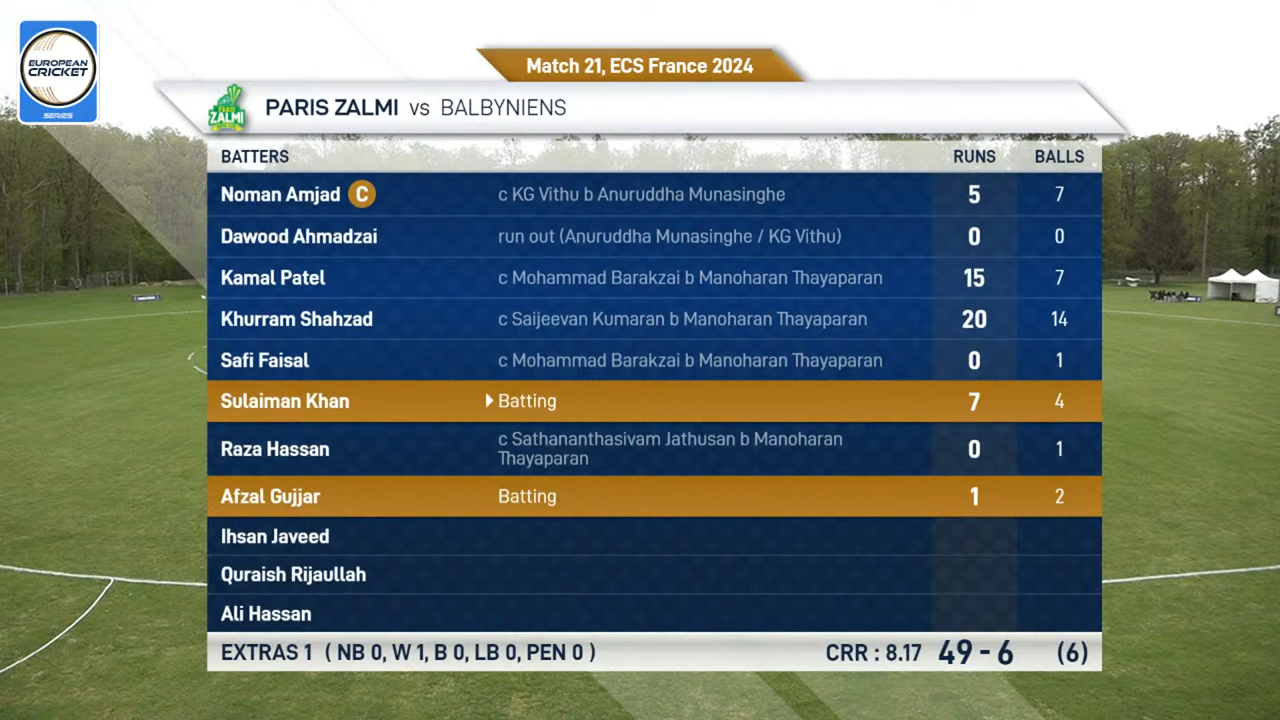 EUROPEAN
CRICKET
SERIES
Match 21, ECS France 2024
PARIS ZALMI
PARIS ZALMI vs BALBYNIENS
BATTERS RUNS BALLS
Noman Amjad C c KG Vithu b Anuruddha Munasinghe 5 7
Dawood Ahmadzai run out (Anuruddha Munasinghe / KG Vithu) 0 0
Kamal Patel c Mohammad Barakzai b Manoharan Thayaparan 15 7
Khurram Shahzad c Saijeevan Kumaran b Manoharan Thayaparan 20 14
Safi Faisal c Mohammad Barakzai b Manoharan Thayaparan 0 1
Sulaiman Khan Batting 7 4
Raza Hassan c Sathananthasivam Jathusan b Manoharan Thayaparan 0 1
Afzal Gujjar Batting 1 2
Ihsan Javeed
Quraish Rijaullah
Ali Hassan
EXTRAS 1 ( NB 0, W 1, B 0, LB 0, PEN 0 ) CRR : 8.17 49 - 6 (6)